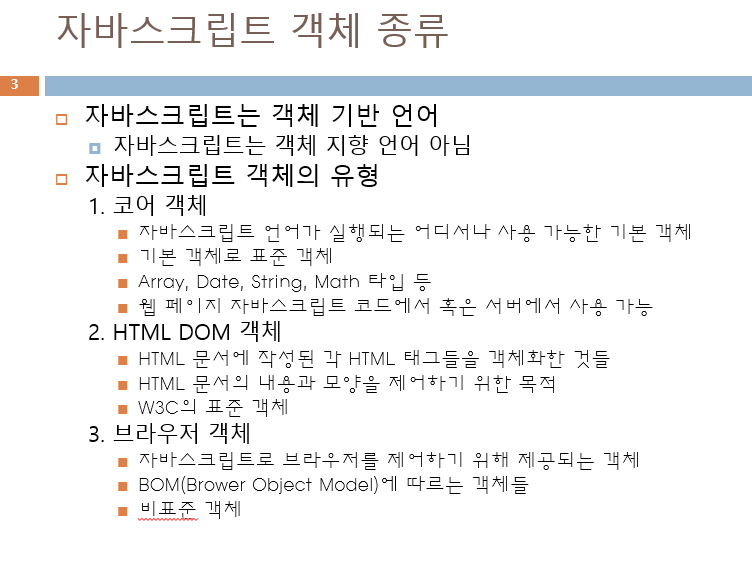 자바스크립트 객체 종류
3
자바스크립트는 객체 기반 언어
자바스크립트는 객체 지향 언어 아님
자바스크립트 객체의 유형
1. 코어 객체
자바스크립트 언어가 실행되는 어디서나 사용 가능한 기본 객체
기본 객체로 표준 객체
Array, Date, String, Math 타입 등
웹 페이지 자바스크립트 코드에서 혹은 서버에서 사용 가능
2. HTML DOM 객체
HTML 문서에 작성된 각 HTML 태그들을 객체화한 것들
HTML 문서의 내용과 모양을 제어하기 위한 목적
W3C의 표준 객체
3. 브라우저 객체
자바스크립트로 브라우저를 제어하기 위해 제공되는 객체
BOM(Brower Object Model)에 따르는 객체들
비표준 객체